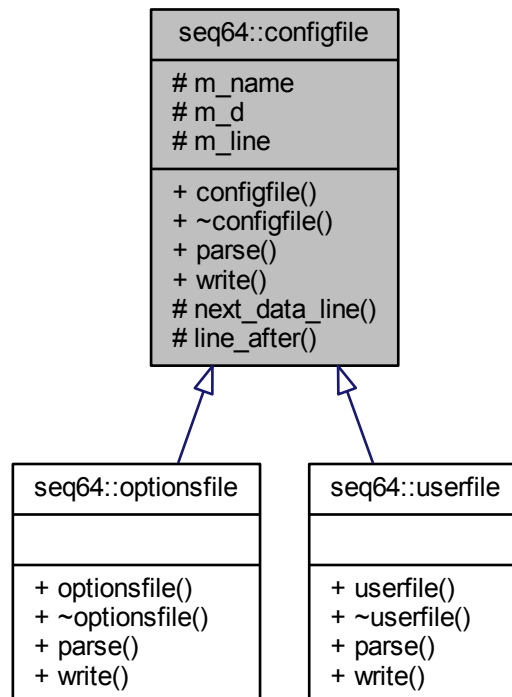 seq64::configfile
# m_name
# m_d
# m_line
+ configfile()
+ ~configfile()
+ parse()
+ write()
# next_data_line()
# line_after()
seq64::optionsfile
+ optionsfile()
+ ~optionsfile()
+ parse()
+ write()
seq64::userfile
+ userfile()
+ ~userfile()
+ parse()
+ write()